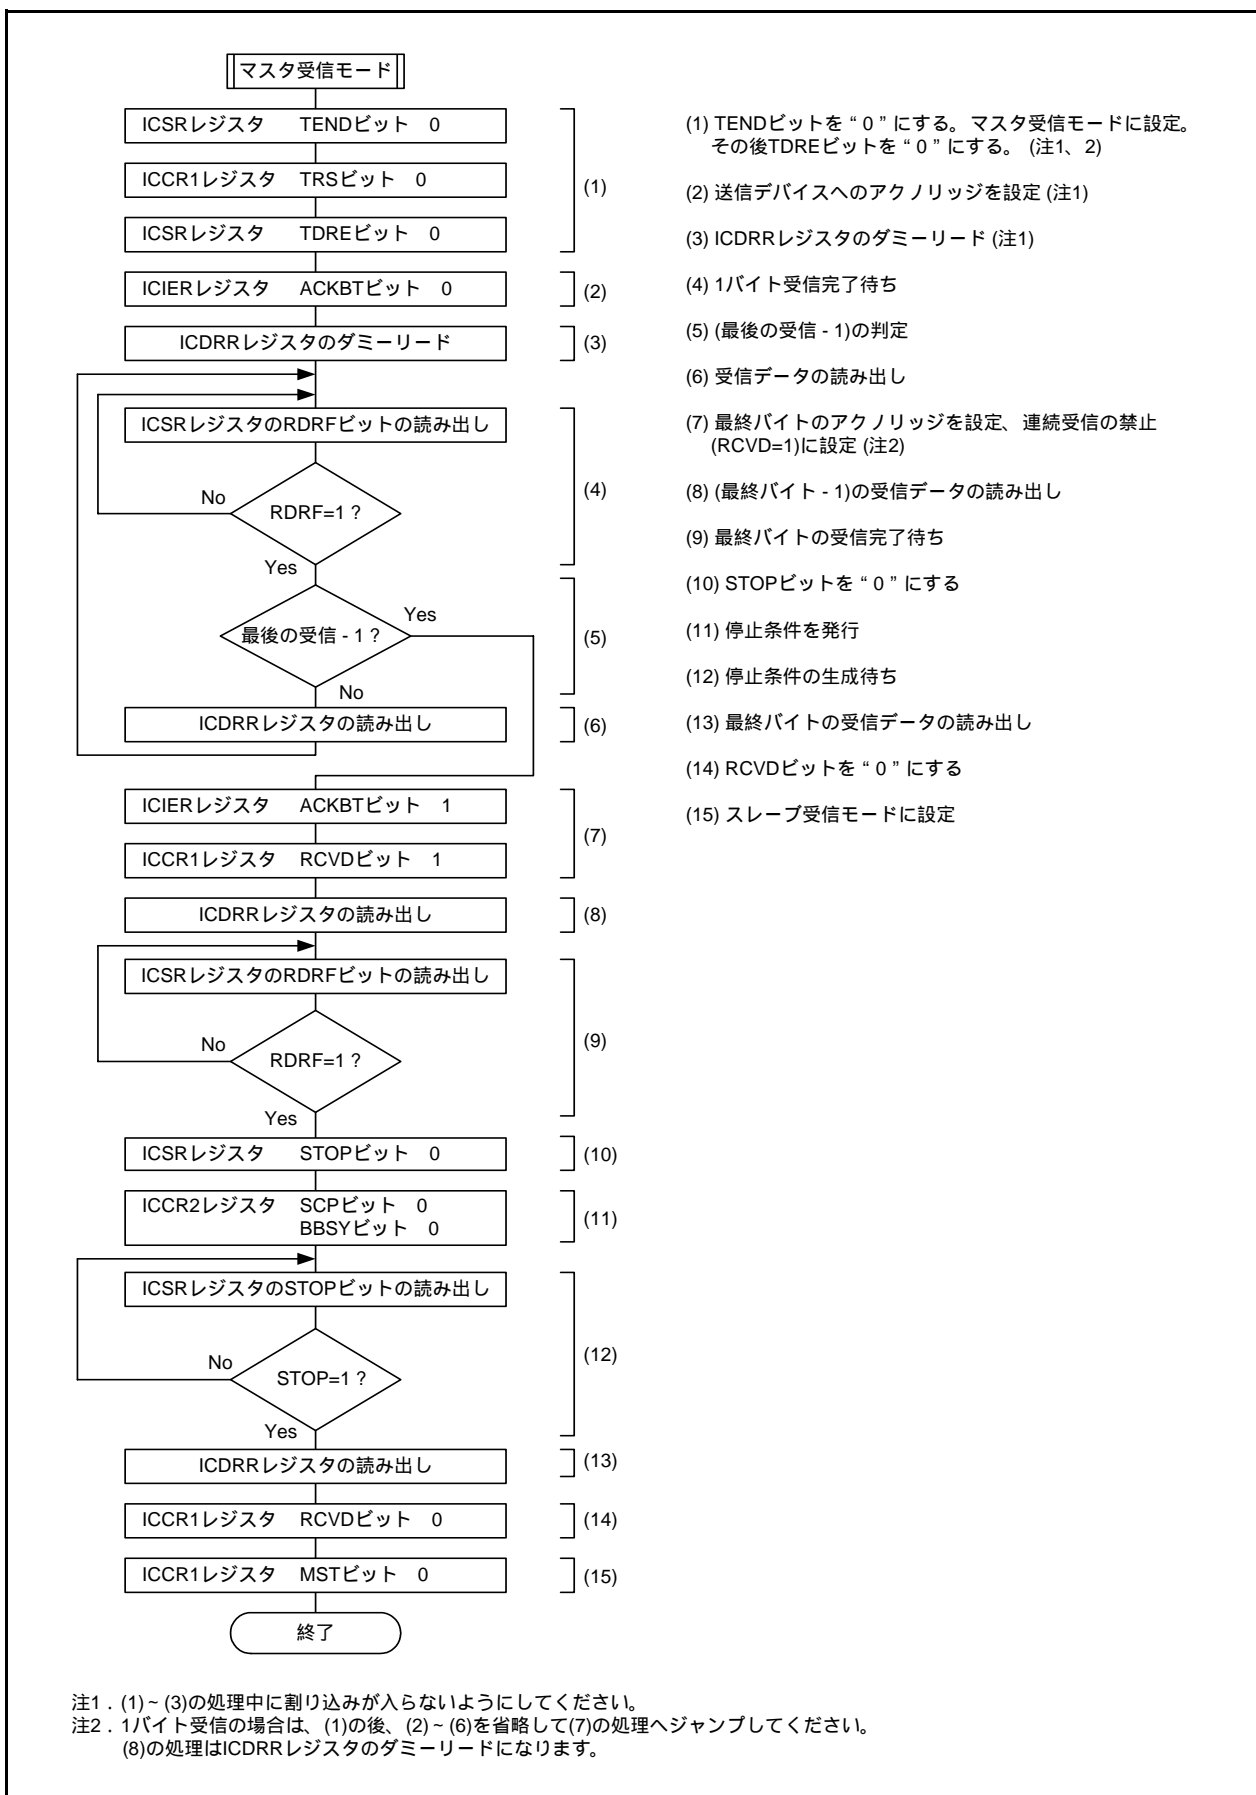 マスタ受信モード
ICSRレジスタ TENDビット 0
ICCR1レジスタ TRSビット 0
ICSRレジスタ TDREビット 0
(1)
ICIERレジスタ ACKBTビット 0
(2)
ICDRRレジスタのダミーリード
(3)
ICSRレジスタのRDRFビットの読み出し
No
RDRF=1 ?
(4)
Yes
最後の受信 - 1 ?
Yes
(5)
No
ICDRRレジスタの読み出し
(6)
ICIERレジスタ ACKBTビット 1
ICCR1レジスタ RCVDビット 1
(7)
ICDRRレジスタの読み出し
(8)
ICSRレジスタのRDRFビットの読み出し
No
RDRF=1 ?
(9)
Yes
ICSRレジスタ STOPビット 0
(10)
ICCR2レジスタ SCPビット 0
BBSYビット 0
(11)
ICSRレジスタのSTOPビットの読み出し
No
STOP=1 ?
(12)
Yes
ICDRRレジスタの読み出し
(13)
ICCR1レジスタ RCVDビット 0
(14)
ICCR1レジスタ MSTビット 0
(15)
終了
(1) TENDビットを “ 0 ” にする。マスタ受信モードに設定。
その後TDREビットを “ 0 ” にする。 (注1、2)
(2) 送信デバイスへのアクノリッジを設定 (注1)
(3) ICDRRレジスタのダミーリード (注1)
(4) 1バイト受信完了待ち
(5) (最後の受信 - 1)の判定
(6) 受信データの読み出し
(7) 最終バイトのアクノリッジを設定、連続受信の禁止
(RCVD=1)に設定 (注2)
(8) (最終バイト - 1)の受信データの読み出し
(9) 最終バイトの受信完了待ち
(10) STOPビットを “ 0 ” にする
(11) 停止条件を発行
(12) 停止条件の生成待ち
(13) 最終バイトの受信データの読み出し
(14) RCVDビットを “ 0 ” にする
(15) スレーブ受信モードに設定
注1．(1) ~ (3)の処理中に割り込みが入らないようにしてください。
注2．1バイト受信の場合は、(1)の後、(2) ~ (6)を省略して(7)の処理へジャンプしてください。
(8)の処理はICDRRレジスタのダミーリードになります。